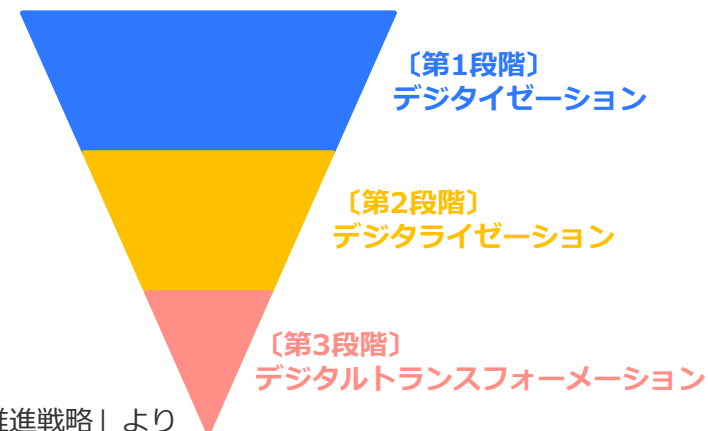 〔第1段階〕
デジタイゼーション
〔第2段階〕
デジタライゼーション
〔第3段階〕
デジタルトランスフォーメーション
推進戦略」より